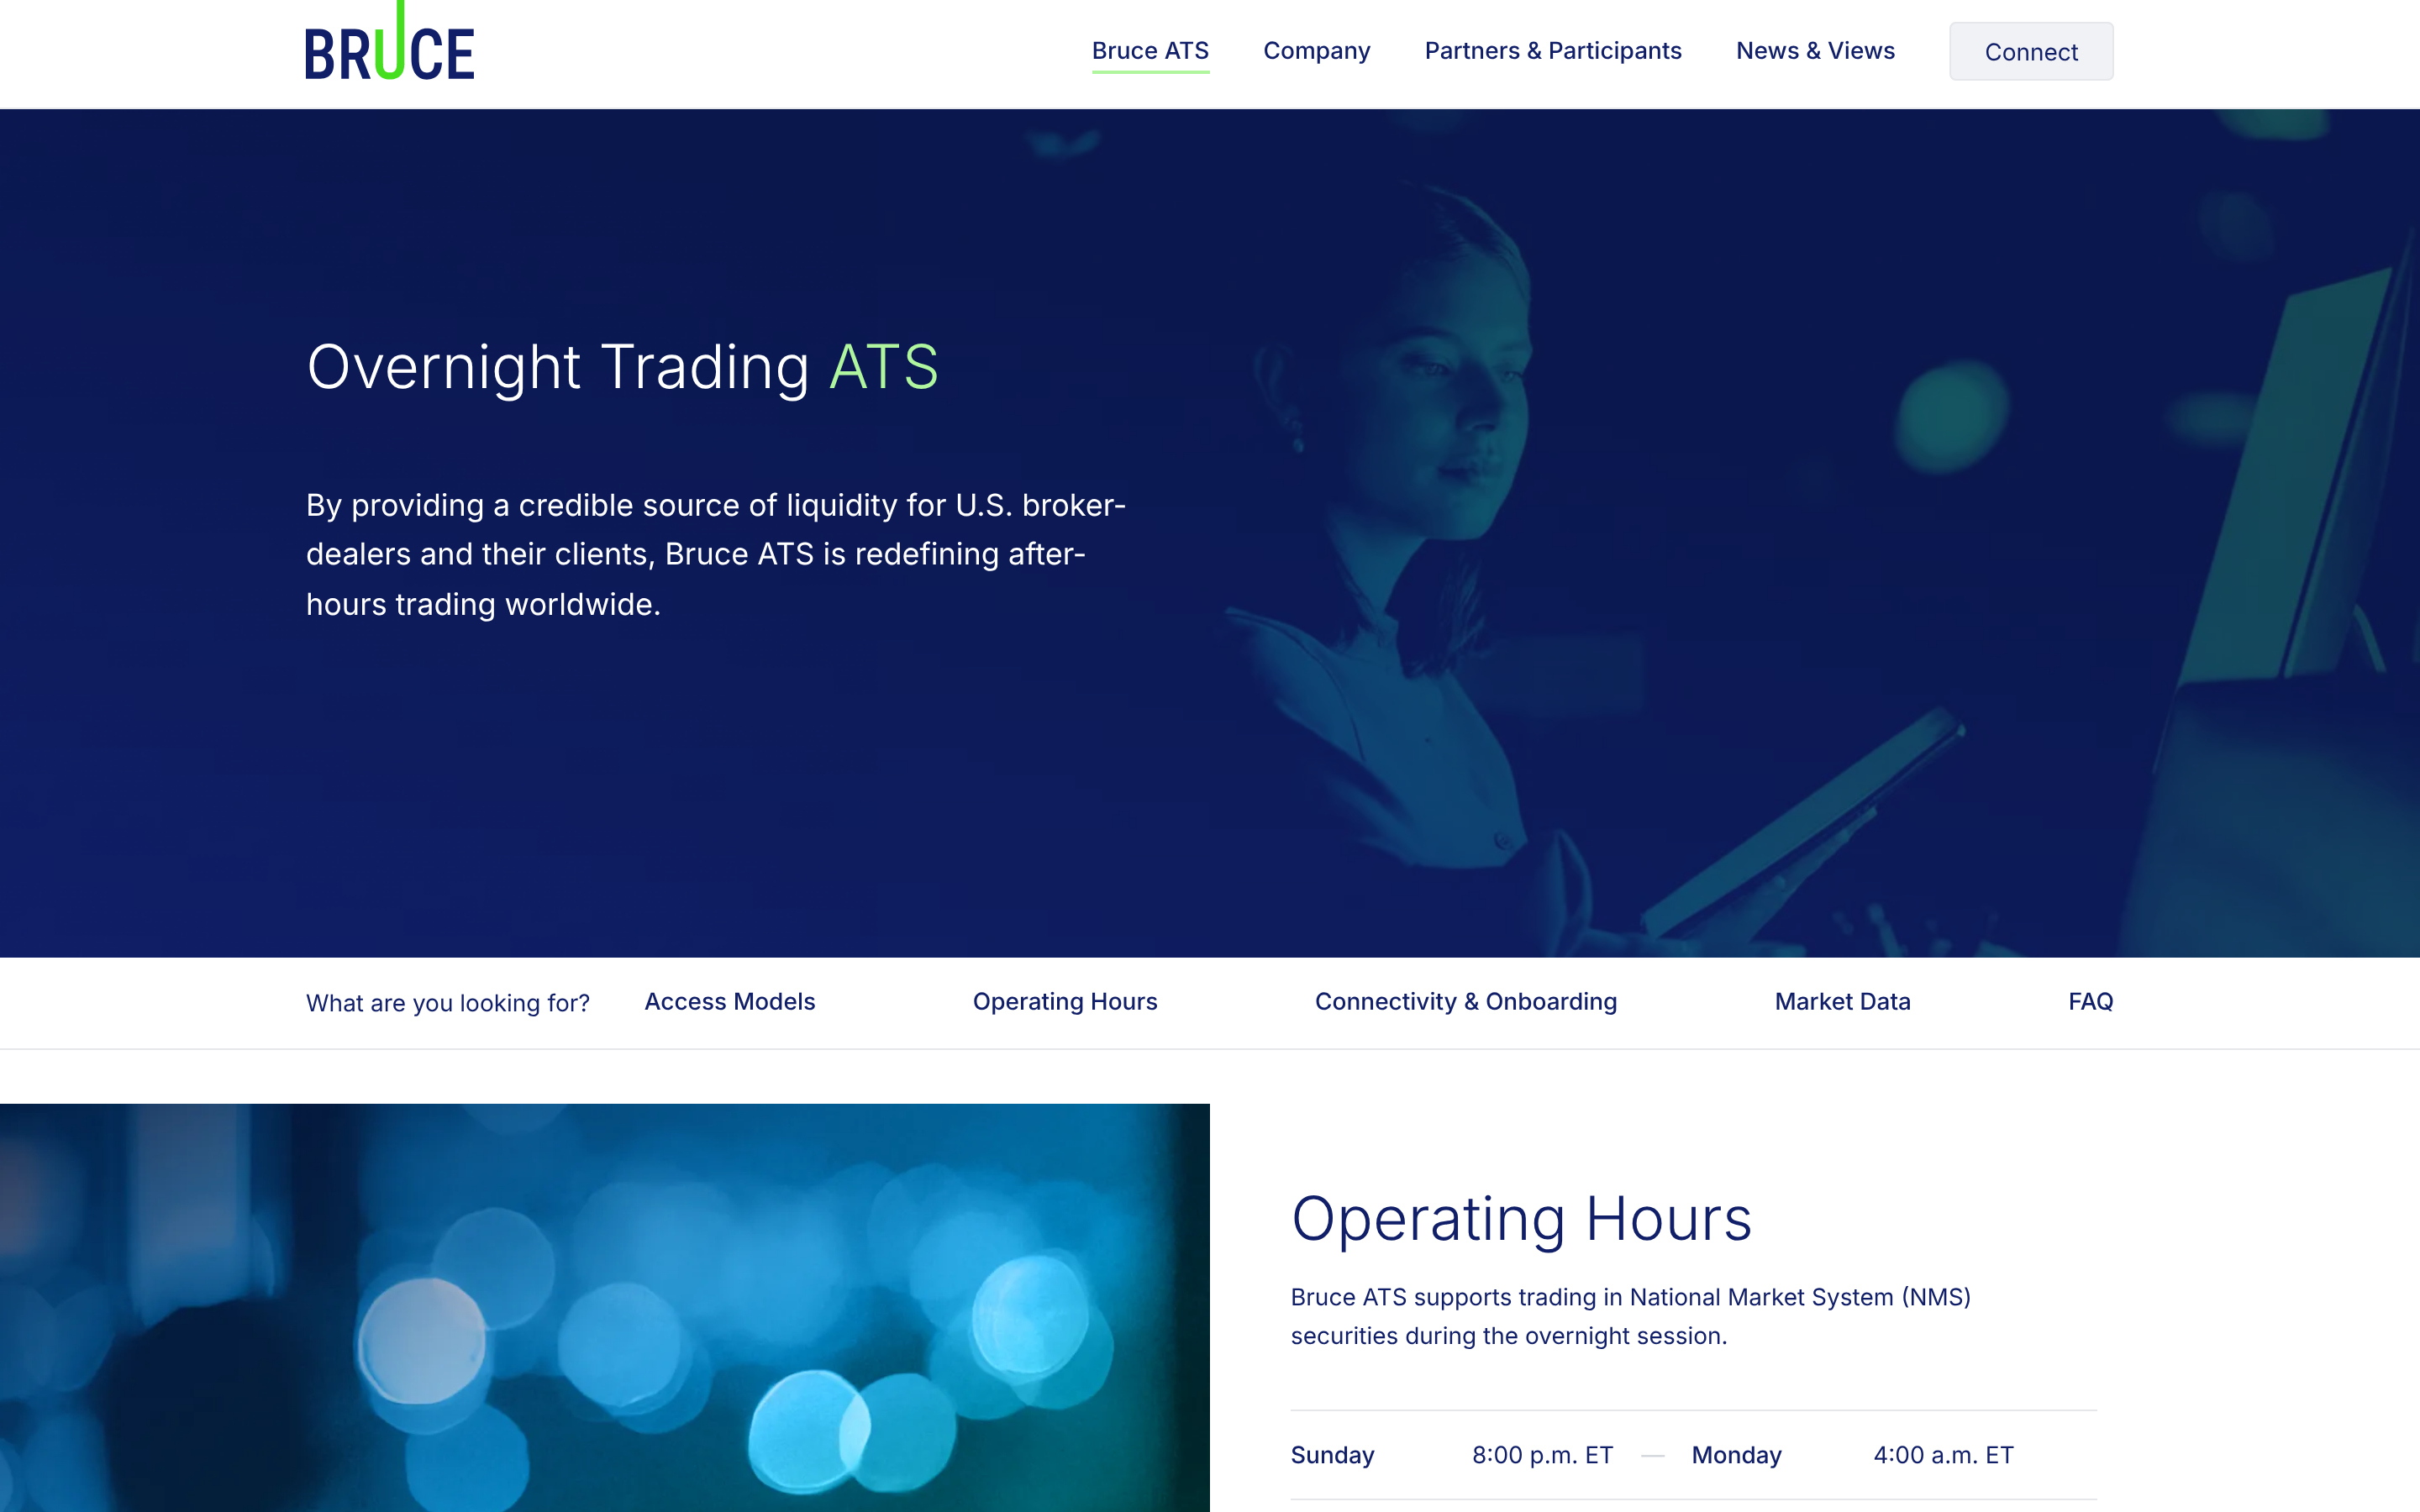 BRUCE
Bruce ATS
Company
Partners & Participants
News & Views
Connect
Overnight Trading ATS
By providing a credible source of liquidity for U.S. broker-
dealers and their clients, Bruce ATS is redefining after-
hours trading worldwide.
What are you looking for?
Access Models
Operating Hours
Connectivity & Onboarding
Market Data
FAQ
Operating Hours
Bruce ATS supports trading in National Market System (NMS)
securities during the overnight session.
Sunday 8:00 p.m. ET — Monday 4:00 a.m. ET